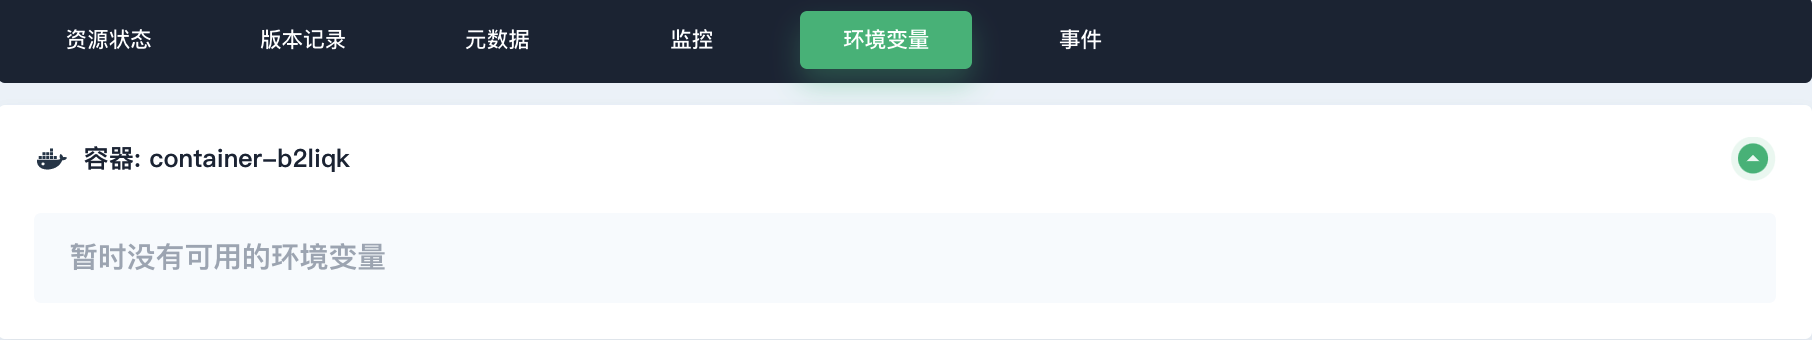 资源状态 版本记录 元数据 监控 环境变量 事件
容器: container-b2liqk
暂时没有可用的环境变量